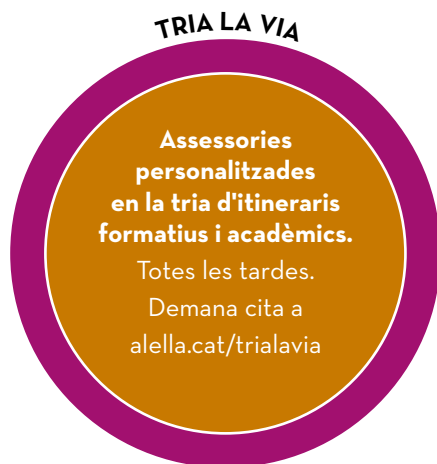 TRIA LA VIA
Assessories
personalitzades
en la tria d'itineraris
formatius i acadèmics.
Totes les tardes.
Demana cita a
alella.cat/trialavia